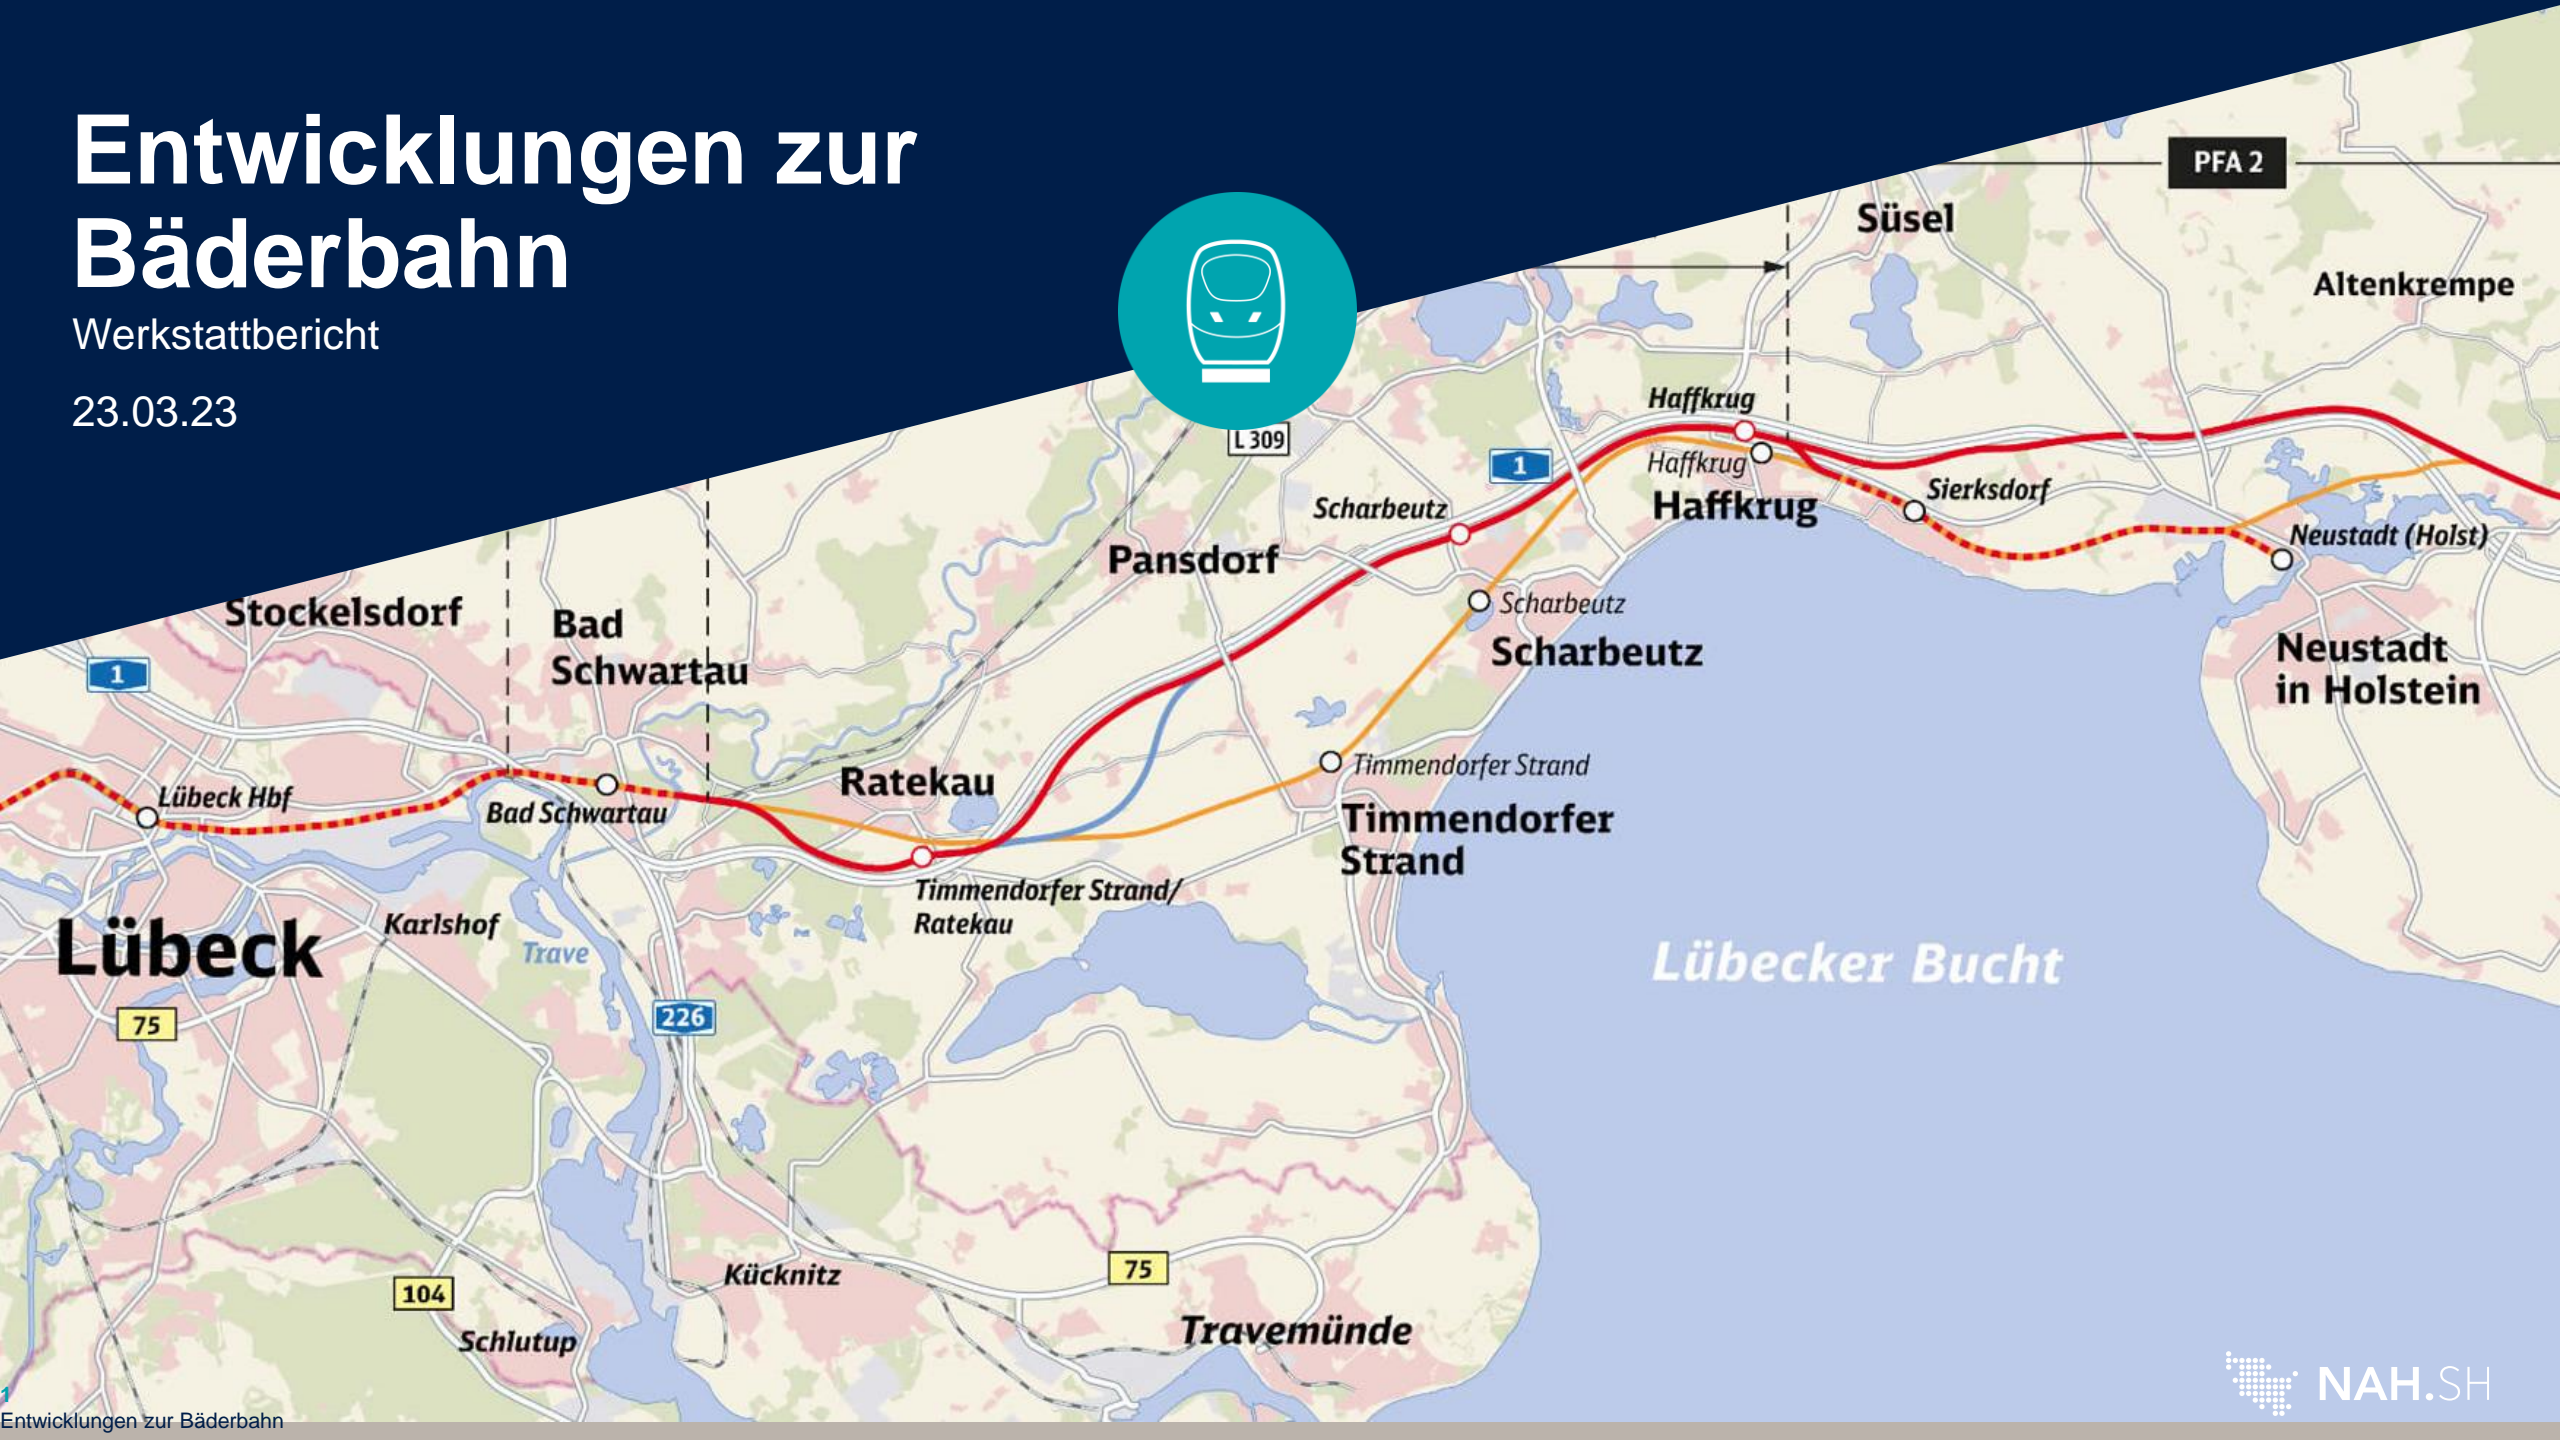 Entwicklungen zur
Bäderbahn
Werkstattbericht
23.03.23
PFA 2
Süsel
Altenkrempe
L 309
Haffkrug
1
Haffkrug
Haffkrug
Sierksdorf
Scharbeutz
Neustadt (Holst)
Pansdorf
Scharbeutz
Scharbeutz
Neustadt
in Holstein
Stockelsdorf
Bad
Schwartau
1
Timmendorfer Strand
Ratekau
Lübeck Hbf
Bad Schwartau
Timmendorfer
Strand
Timmendorfer Strand/
Ratekau
Karlshof
Trave
Lübeck
Lübecker Bucht
75
226
Kücknitz
75
104
Schlutup
Travemünde
NAH.SH
1
Entwicklungen zur Bäderbahn